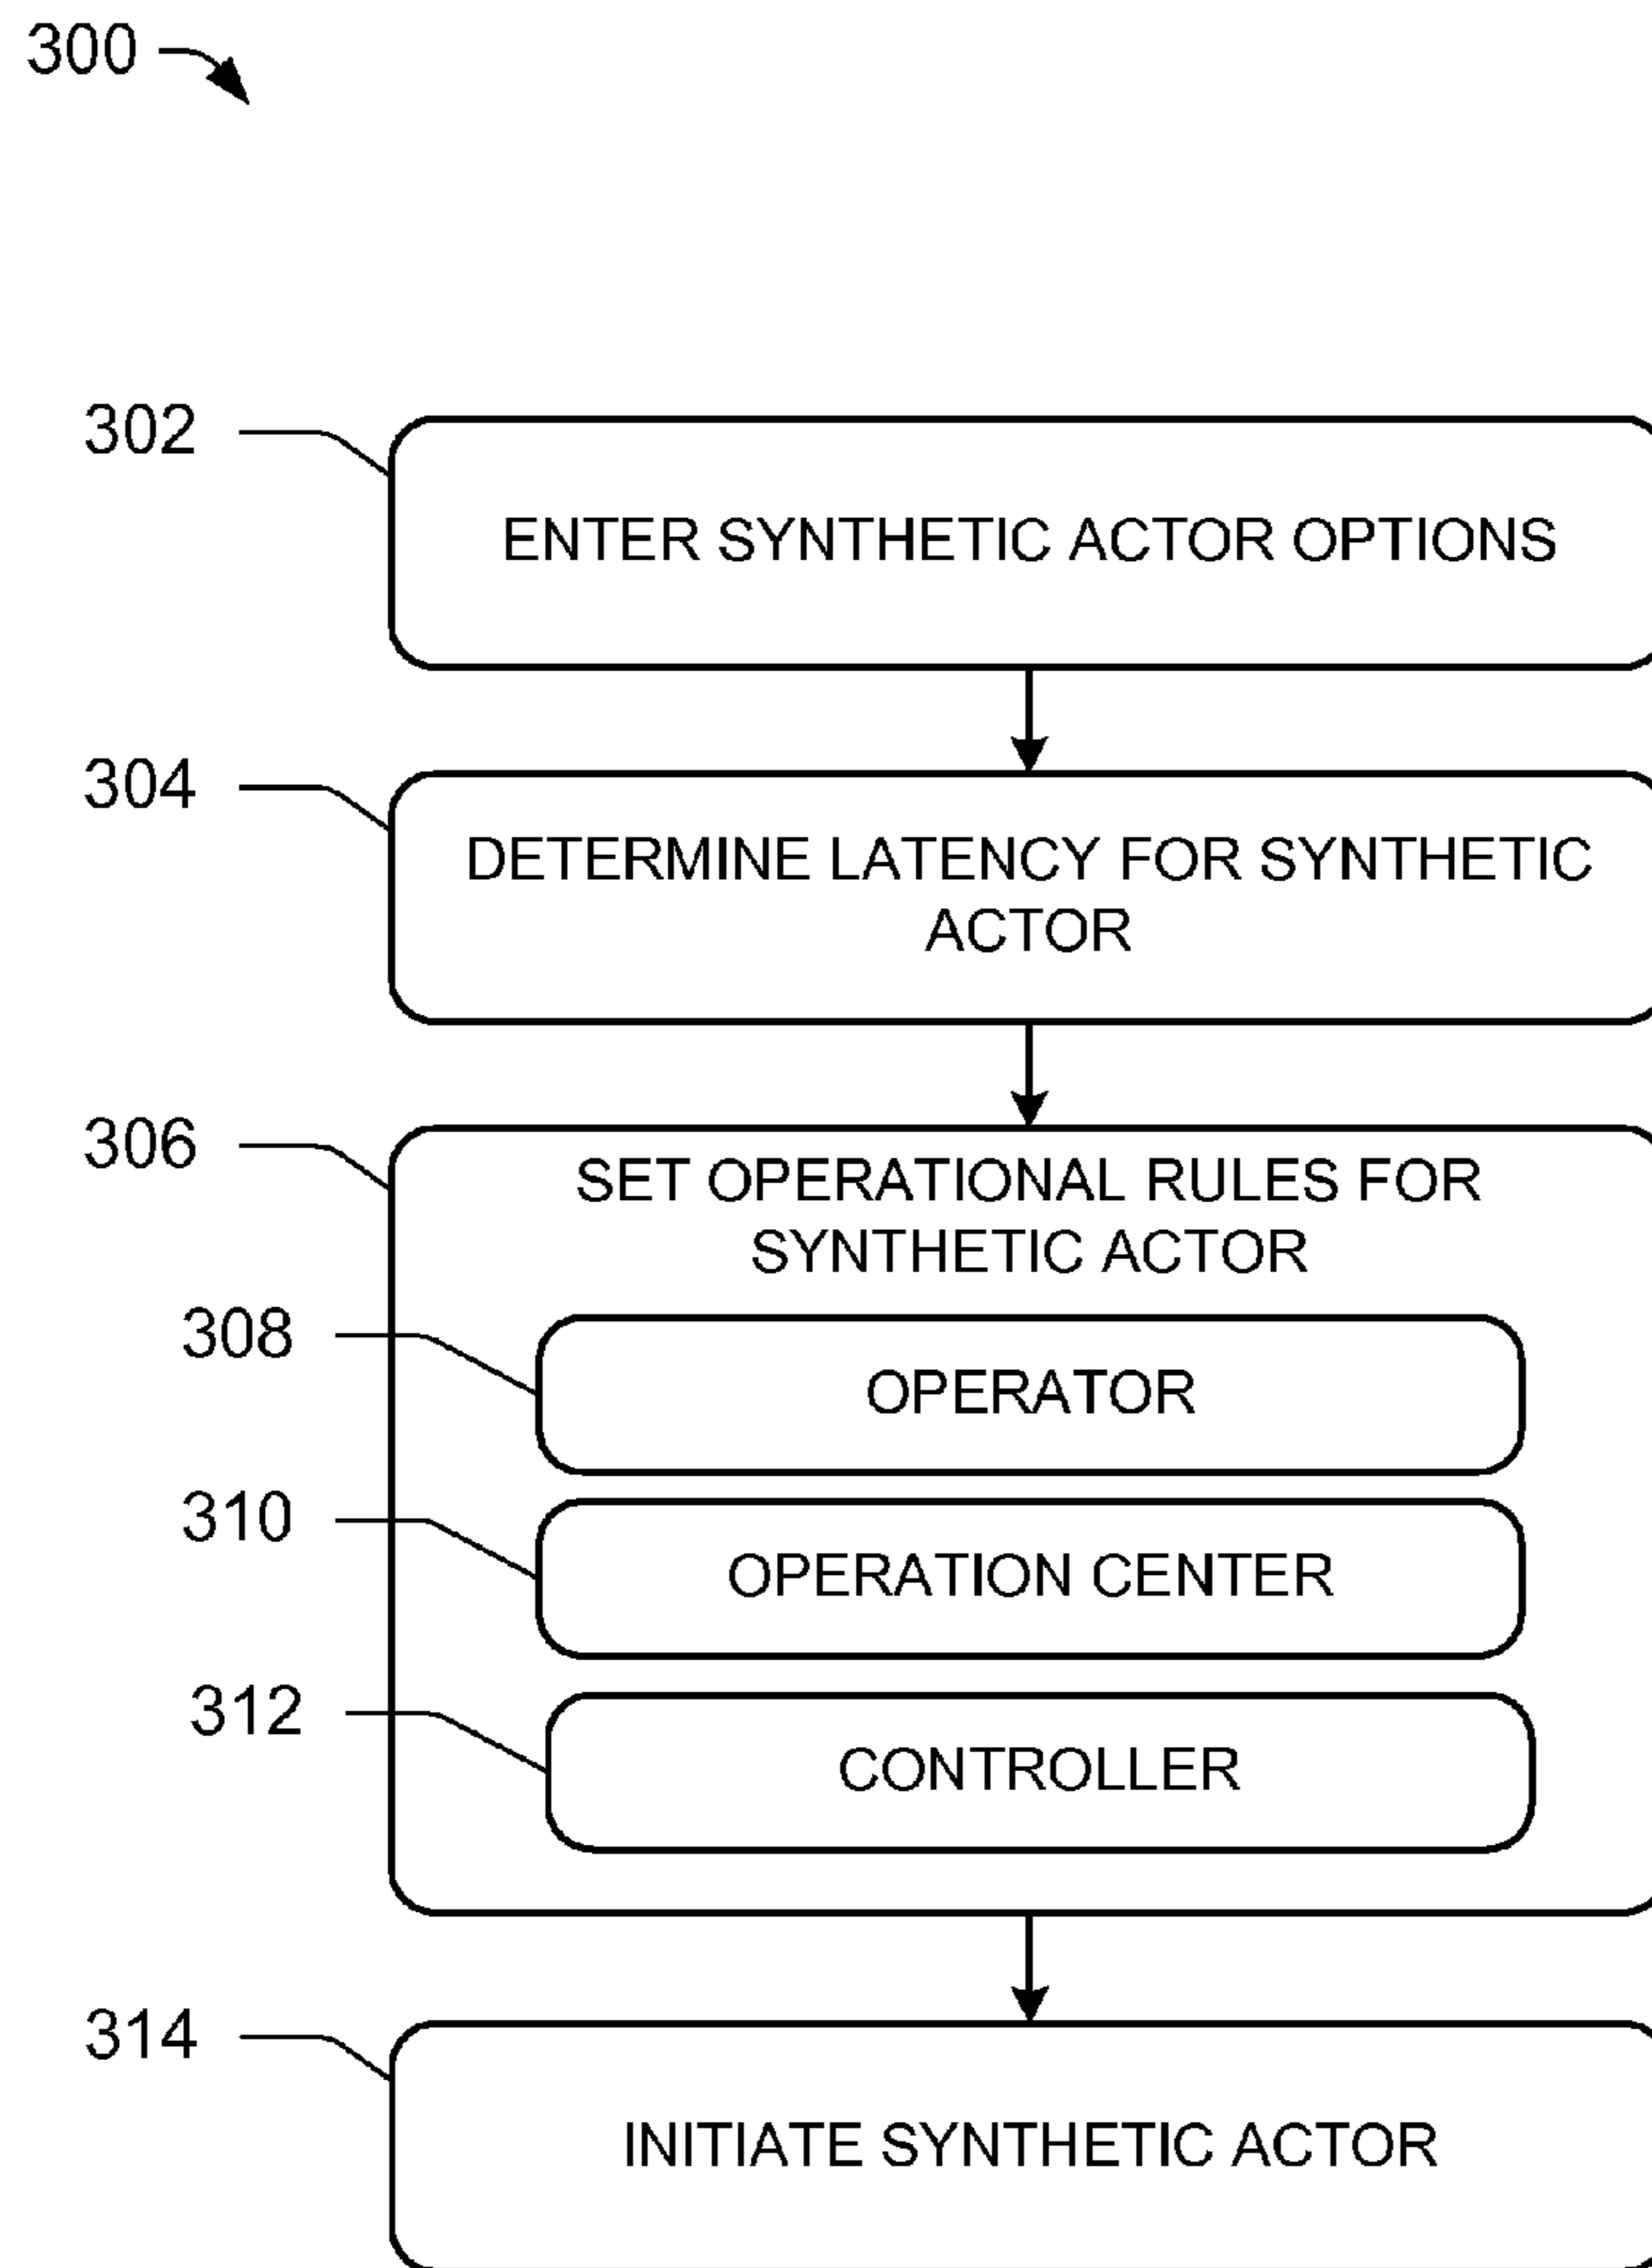 300
302
ENTER SYNTHETIC ACTOR OPTIONS
304
DETERMINE LATENCY FOR SYNTHETIC
ACTOR
306
SET OPERATIONAL RULES FOR
SYNTHETIC ACTOR
308
OPERATOR
310
OPERATION CENTER
312
CONTROLLER
314
INITIATE SYNTHETIC ACTOR